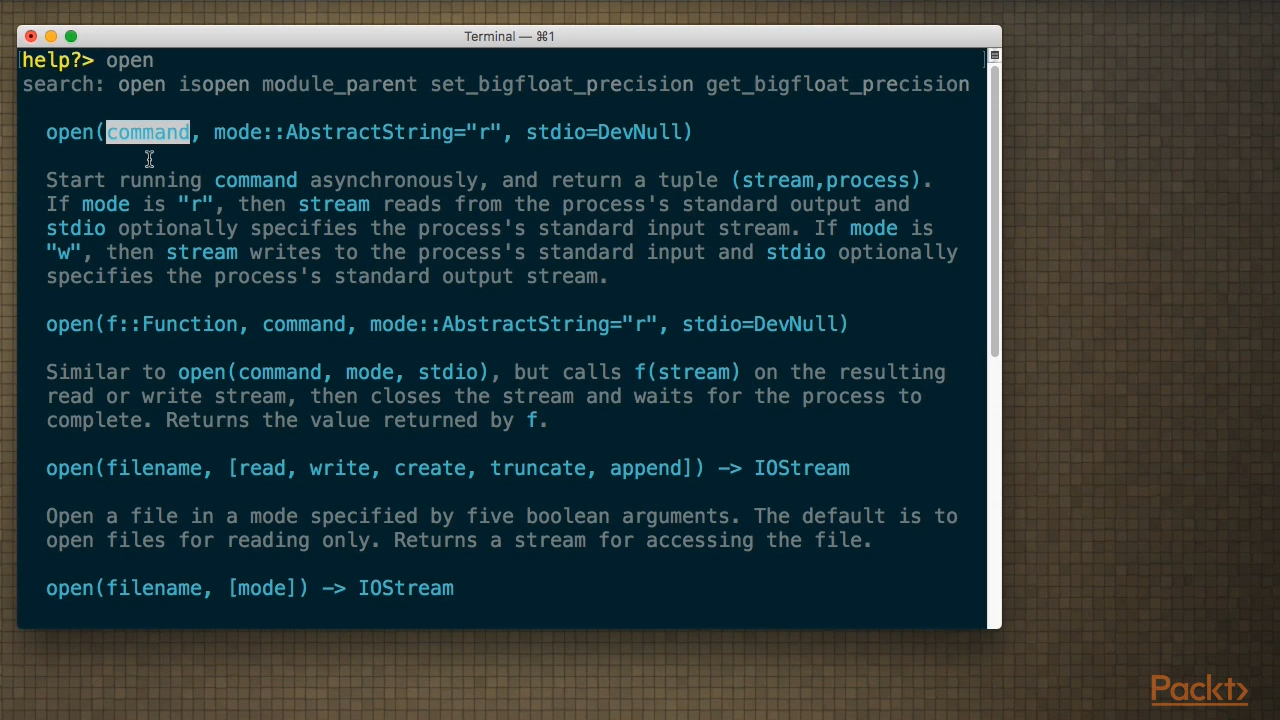 Terminal — ⌘1
help?> open
search: open isopen module_parent set_bigfloat_precision get_bigfloat_precision
open(command, mode::AbstractString="r", stdio=DevNull)
Start running command asynchronously, and return a tuple (stream,process).
If mode is "r", then stream reads from the process's standard output and
stdio optionally specifies the process's standard input stream. If mode is
"w", then stream writes to the process's standard input and stdio optionally
specifies the process's standard output stream.
open(f::Function, command, mode::AbstractString="r", stdio=DevNull)
Similar to open(command, mode, stdio), but calls f(stream) on the resulting
read or write stream, then closes the stream and waits for the process to
complete. Returns the value returned by f.
open(filename, [read, write, create, truncate, append]) -> IOStream
Open a file in a mode specified by five boolean arguments. The default is to
open files for reading only. Returns a stream for accessing the file.
open(filename, [mode]) -> IOStream
Packt>